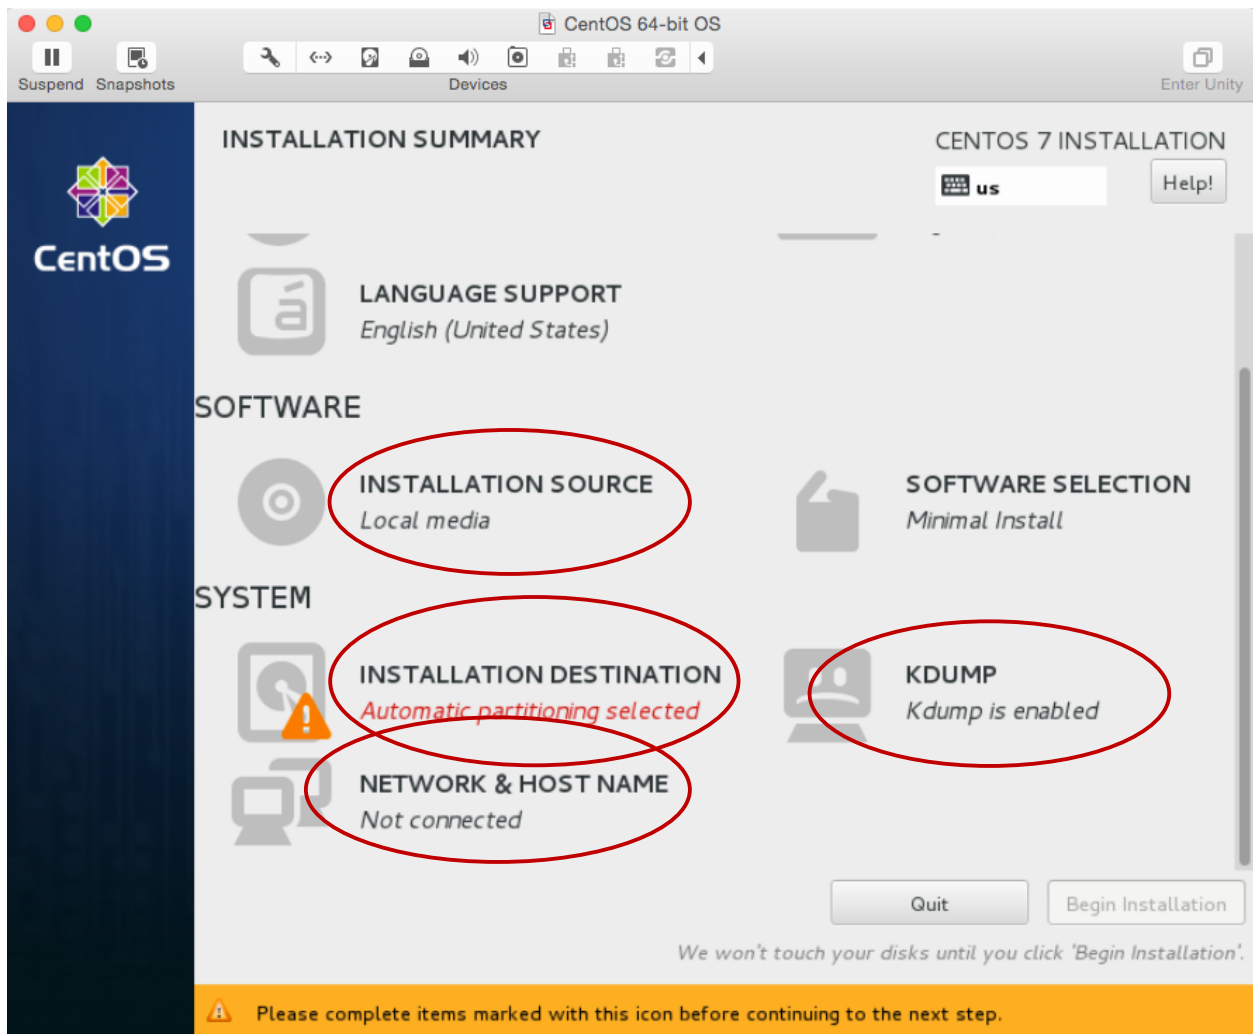 CentOS 64-bit OS
Suspend
Snapshots
Devices
Enter Unity
INSTALLATION SUMMARY
CENTOS 7 INSTALLATION
us
Help!
CentOS
á
LANGUAGE SUPPORT
English (United States)
SOFTWARE
INSTALLATION SOURCE
Local media
SOFTWARE SELECTION
Minimal Install
SYSTEM
INSTALLATION DESTINATION
Automatic partitioning selected
KDUMP
Kdump is enabled
NETWORK & HOST NAME
Not connected
Quit
Begin Installation
We won't touch your disks until you click 'Begin Installation'.
Please complete items marked with this icon before continuing to the next step.